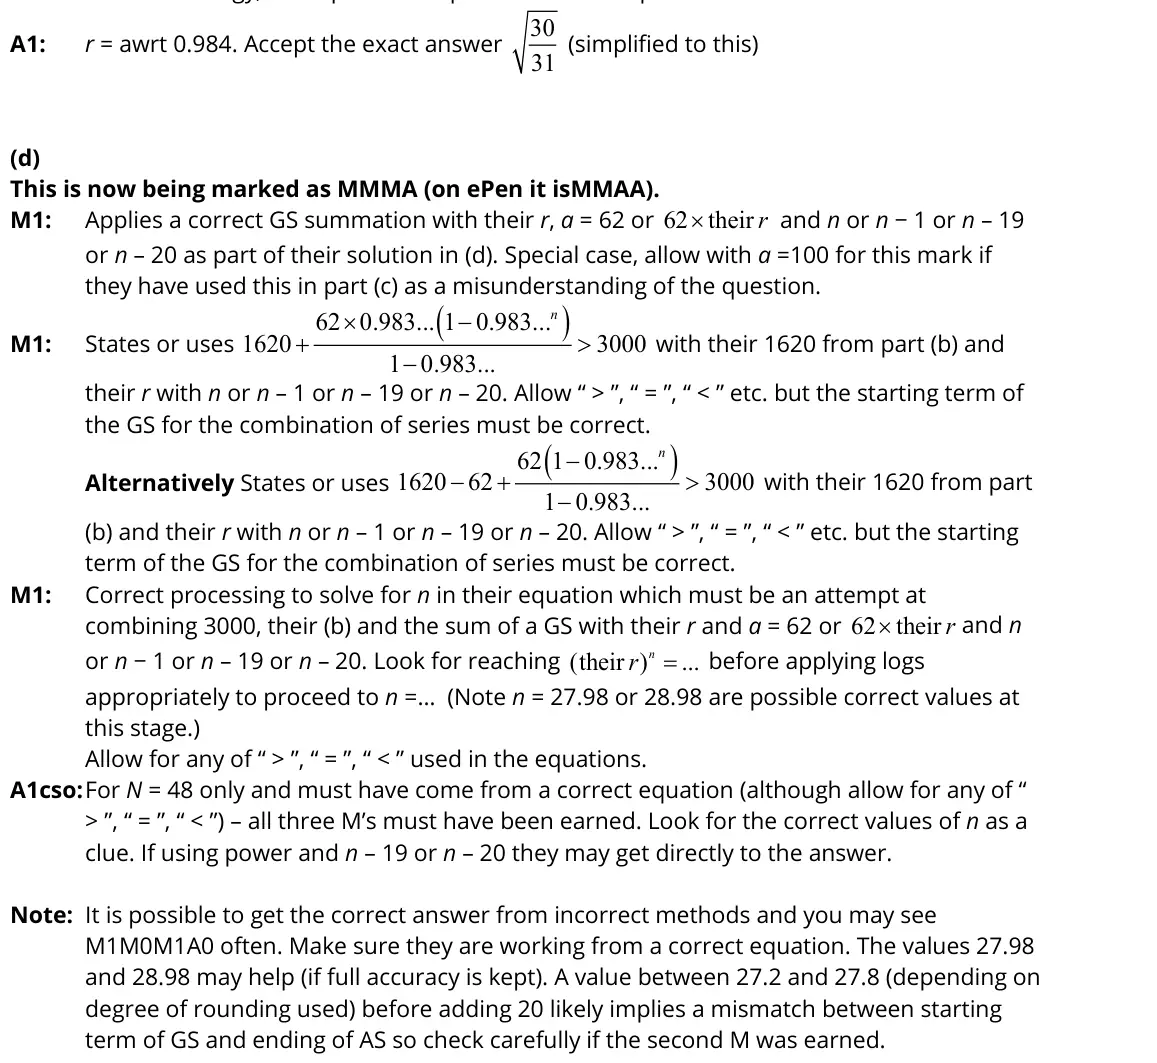 A1: r = awrt 0.984. Accept the exact answer √(30/31) (simplified to this)
(d)
This is now being marked as MMMA (on ePen it isMMAA).
M1: Applies a correct GS summation with their r, a = 62 or 62 × their r and n or n − 1 or n – 19
or n – 20 as part of their solution in (d). Special case, allow with a =100 for this mark if
they have used this in part (c) as a misunderstanding of the question.
M1: States or uses 1620 + 62×0.983...(1−0.983...ⁿ)/(1−0.983...) > 3000 with their 1620 from part (b) and
their r with n or n – 1 or n – 19 or n – 20. Allow “ > ”, “ = ”, “ < ” etc. but the starting term of
the GS for the combination of series must be correct.
Alternatively States or uses 1620 − 62 + 62(1−0.983...ⁿ)/(1−0.983...) > 3000 with their 1620 from part
(b) and their r with n or n – 1 or n – 19 or n – 20. Allow “ > ”, “ = ”, “ < ” etc. but the starting
term of the GS for the combination of series must be correct.
M1: Correct processing to solve for n in their equation which must be an attempt at
combining 3000, their (b) and the sum of a GS with their r and a = 62 or 62 × their r and n
or n − 1 or n – 19 or n – 20. Look for reaching (their r)ⁿ = ... before applying logs
appropriately to proceed to n =... (Note n = 27.98 or 28.98 are possible correct values at
this stage.)
Allow for any of “ > ”, “ = ”, “ < ” used in the equations.
A1cso: For N = 48 only and must have come from a correct equation (although allow for any of “
> ”, “ = ”, “ < ”) – all three M’s must have been earned. Look for the correct values of n as a
clue. If using power and n – 19 or n – 20 they may get directly to the answer.
Note: It is possible to get the correct answer from incorrect methods and you may see
M1M0M1A0 often. Make sure they are working from a correct equation. The values 27.98
and 28.98 may help (if full accuracy is kept). A value between 27.2 and 27.8 (depending on
degree of rounding used) before adding 20 likely implies a mismatch between starting
term of GS and ending of AS so check carefully if the second M was earned.